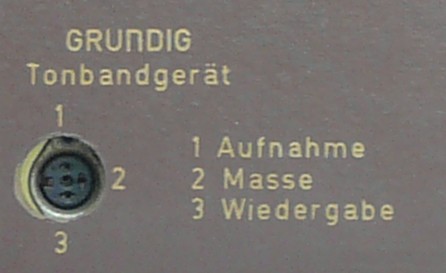 GRUNDIG
Tonbandgerät
1
2
3
1 Aufnahme
2 Masse
3 Wiedergabe